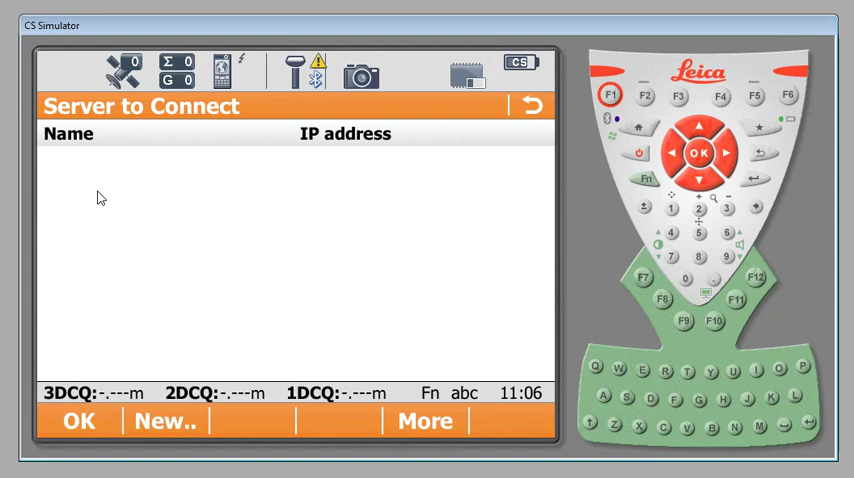 CS Simulator
0 Σ 0
G 0
CS
Server to Connect
Name IP address
3DCQ:-.---m 2DCQ:-.---m 1DCQ:-.---m Fn abc 11:06
OK New.. More
Leica
F1 F2 F3 F4 F5 F6
OK
Fn
± 1 2 3
4 5 6
7 8 9
0 .
F7 F12
F8 F11
F9 F10
Q W E R T Y U I O P
A S D F G H J K L
Z X C V B N M